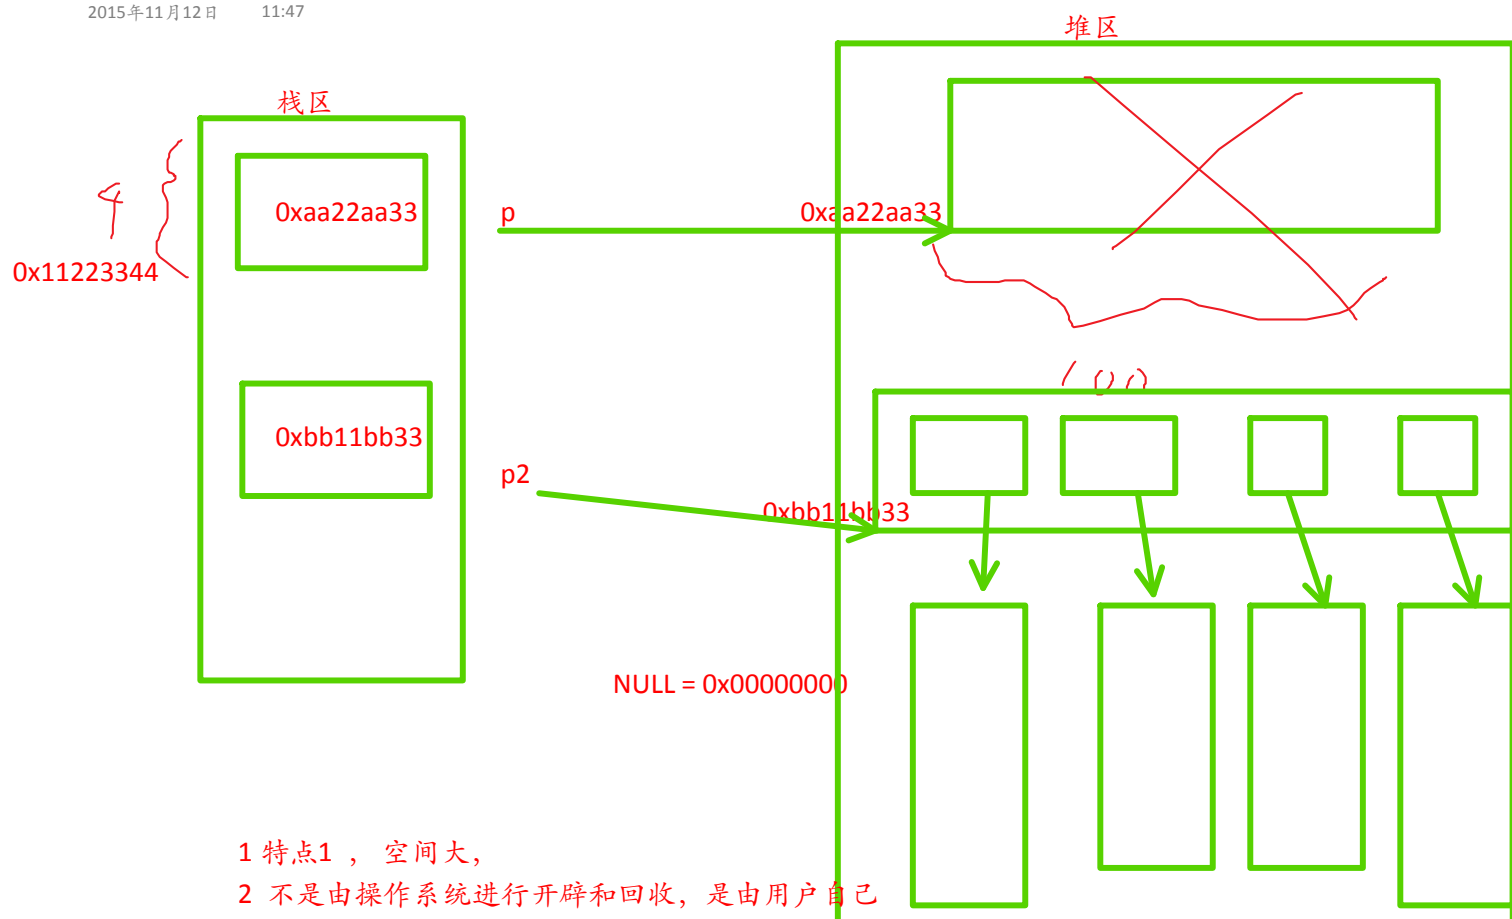 2015年11月12日 11:47
堆区
栈区
4
0xaa22aa33
p
0xaa22aa33
0x11223344
100
0xbb11bb33
p2
0xbb11bb33
NULL = 0x00000000
1 特点1 ， 空间大，
2 不是由操作系统进行开辟和回收，是由用户自己